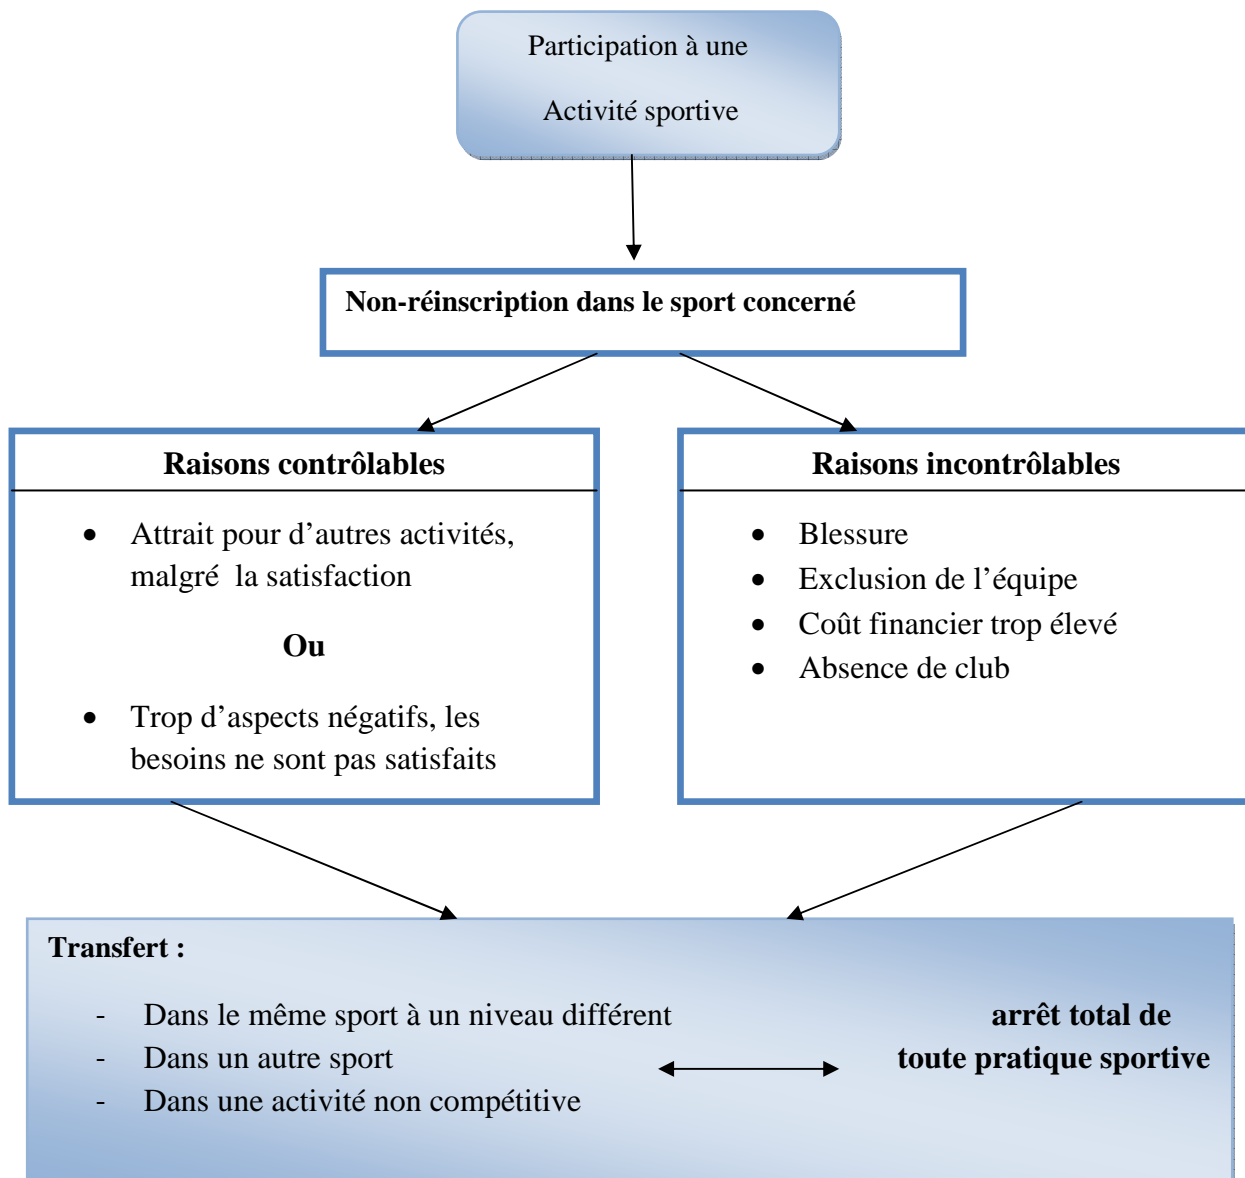 Participation à une
Activité sportive
Non-réinscription dans le sport concerné
Raisons contrôlables
• Attrait pour d’autres activités,
malgré la satisfaction
Ou
• Trop d’aspects négatifs, les
besoins ne sont pas satisfaits
Raisons incontrôlables
• Blessure
• Exclusion de l’équipe
• Coût financier trop élevé
• Absence de club
Transfert :
- Dans le même sport à un niveau différent
- Dans un autre sport
- Dans une activité non compétitive
arrêt total de
toute pratique sportive